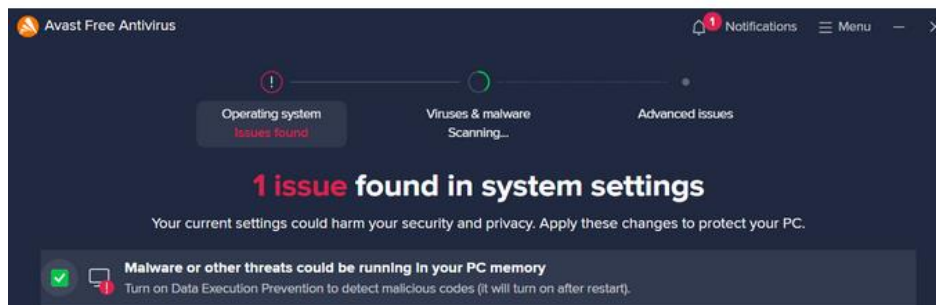 Avast Free Antivirus
1 Notifications
Menu
Operating system
Issues found
Viruses & malware
Scanning...
Advanced issues
1 issue found in system settings
Your current settings could harm your security and privacy. Apply these changes to protect your PC.
Malware or other threats could be running in your PC memory
Turn on Data Execution Prevention to detect malicious codes (it will turn on after restart).